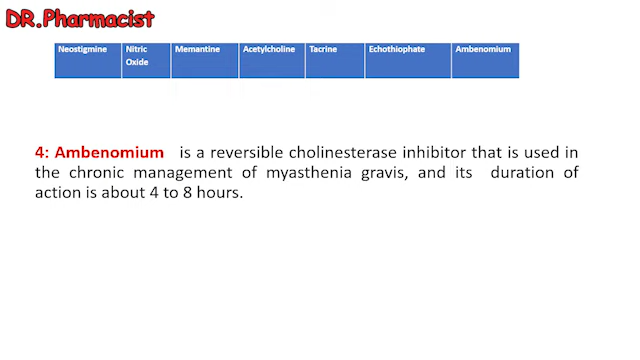 DR.Pharmacist
Neostigmine Nitric Oxide Memantine Acetylcholine Tacrine Echothiophate Ambenomium
4: Ambenomium is a reversible cholinesterase inhibitor that is used in
the chronic management of myasthenia gravis, and its duration of
action is about 4 to 8 hours.